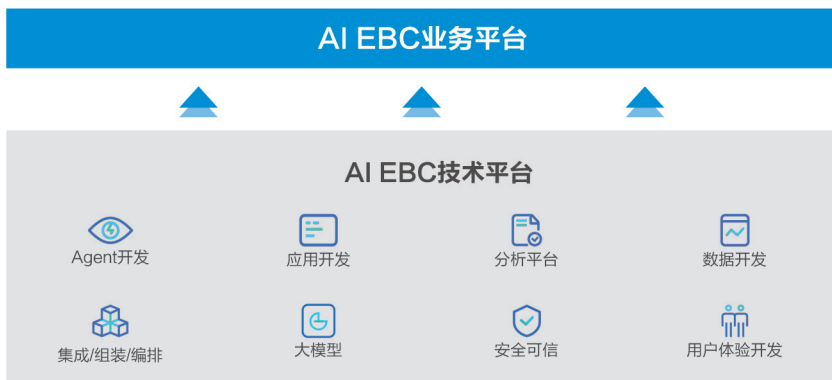 AI EBC业务平台
AI EBC技术平台
Agent开发
应用开发
分析平台
数据开发
集成/组装/编排
大模型
安全可信
用户体验开发